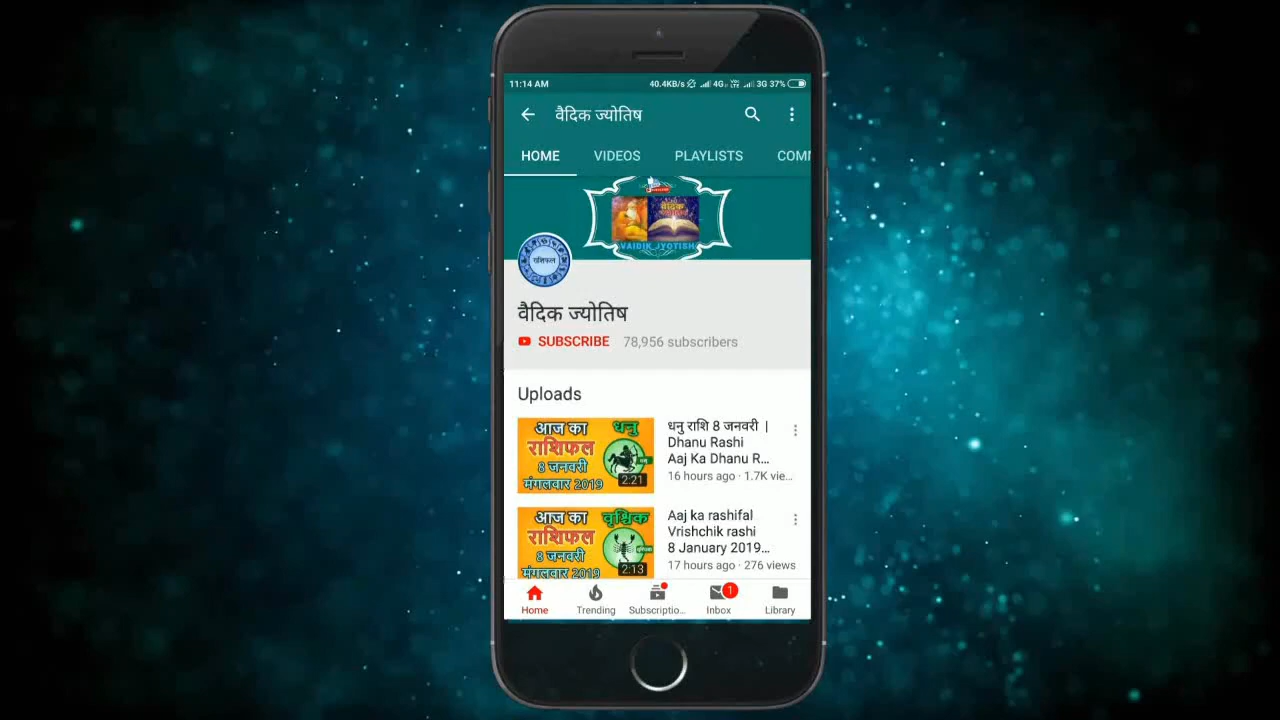 11:14 AM
40.4KB/s 4G 3G 37%
वैदिक ज्योतिष
HOME VIDEOS PLAYLISTS COMM
वैदिक
VAIDIK JYOTISH
राशिफल
वैदिक ज्योतिष
SUBSCRIBE 78,956 subscribers
Uploads
आज का धनु
राशिफल
8 जनवरी
मंगलवार 2019
2:21
धनु राशि 8 जनवरी |
Dhanu Rashi
Aaj Ka Dhanu R...
16 hours ago · 1.7K vie...
आज का वृश्चिक
राशिफल
8 जनवरी
मंगलवार 2019
2:13
Aaj ka rashifal
Vrishchik rashi
8 January 2019...
17 hours ago · 276 views
1
Home Trending Subscriptio... Inbox Library